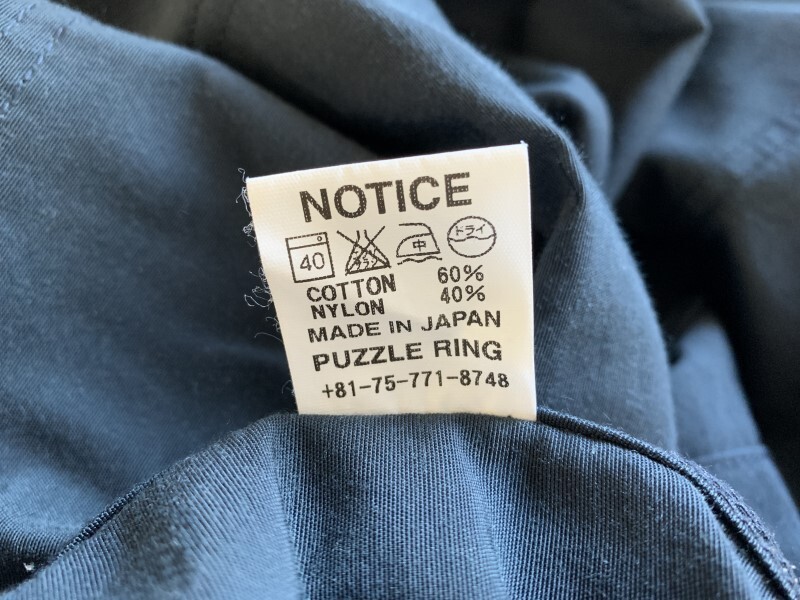 NOTICE
40 中 ドライ
COTTON 60%
NYLON 40%
MADE IN JAPAN
PUZZLE RING
+81-75-771-8748